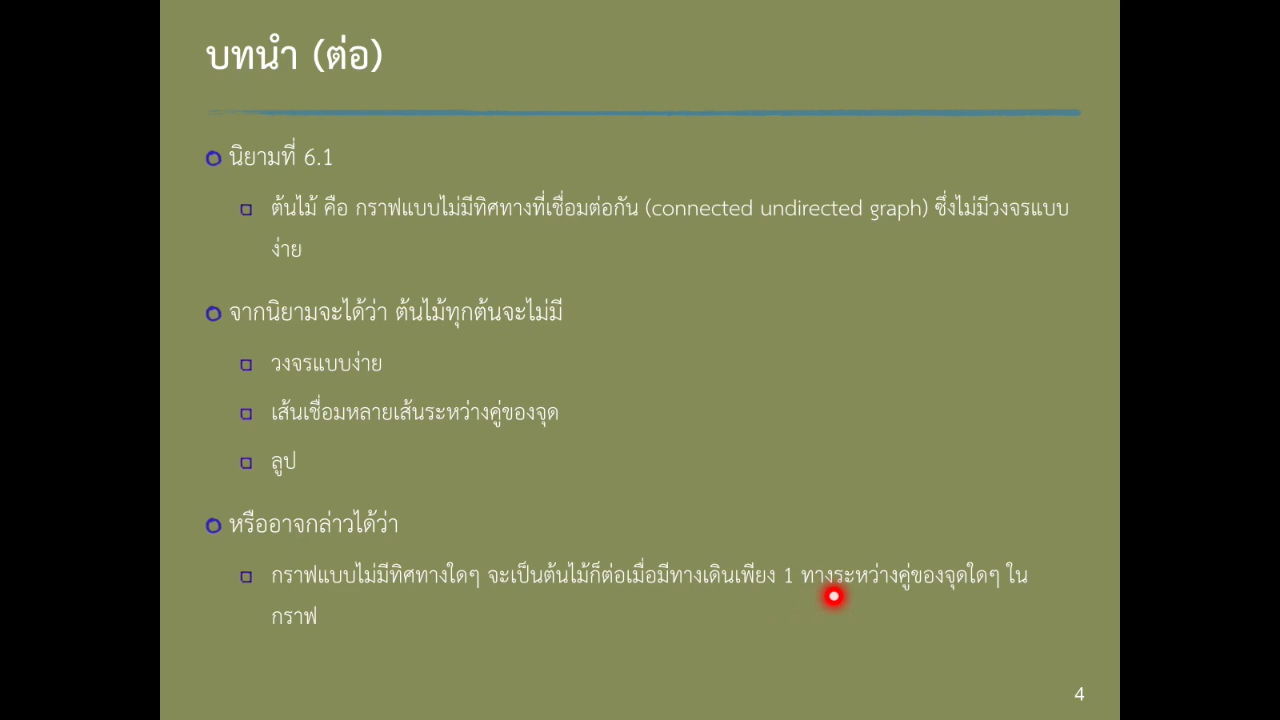 บทนำ (ต่อ)
นิยามที่ 6.1
ต้นไม้ คือ กราฟแบบไม่มีทิศทางที่เชื่อมต่อกัน (connected undirected graph) ซึ่งไม่มีวงจรแบบ
ง่าย
จากนิยามจะได้ว่า ต้นไม้ทุกต้นจะไม่มี
วงจรแบบง่าย
เส้นเชื่อมหลายเส้นระหว่างคู่ของจุด
ลูป
หรืออาจกล่าวได้ว่า
กราฟแบบไม่มีทิศทางใดๆ จะเป็นต้นไม้ก็ต่อเมื่อมีทางเดินเพียง 1 ทางระหว่างคู่ของจุดใดๆ ใน
กราฟ
4